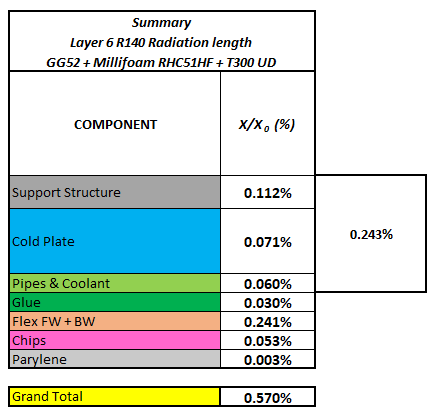 Summary
Layer 6 R140 Radiation length
GG52 + Millifoam RHC51HF + T300 UD
COMPONENT X/X₀ (%)
Support Structure 0.112%
Cold Plate 0.071% 0.243%
Pipes & Coolant 0.060%
Glue 0.030%
Flex FW + BW 0.241%
Chips 0.053%
Parylene 0.003%
Grand Total 0.570%